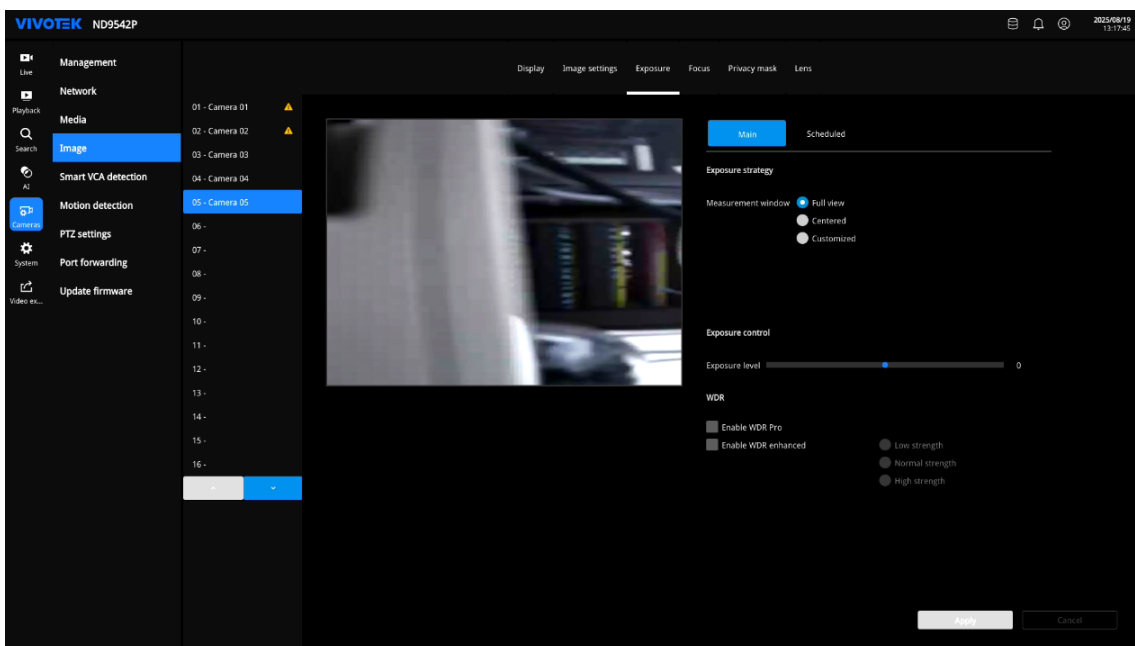 VIVOTEK ND9542P
2025/08/19
13:17:45
Live
Playback
Search
AI
Cameras
System
Video ex...
Management
Network
Media
Image
Smart VCA detection
Motion detection
PTZ settings
Port forwarding
Update firmware
01 - Camera 01
02 - Camera 02
03 - Camera 03
04 - Camera 04
05 - Camera 05
06 -
07 -
08 -
09 -
10 -
11 -
12 -
13 -
14 -
15 -
16 -
Display Image settings Exposure Focus Privacy mask Lens
Main Scheduled
Exposure strategy
Measurement window Full view
Centered
Customized
Exposure control
Exposure level 0
WDR
Enable WDR Pro
Enable WDR enhanced Low strength
Normal strength
High strength
Apply Cancel